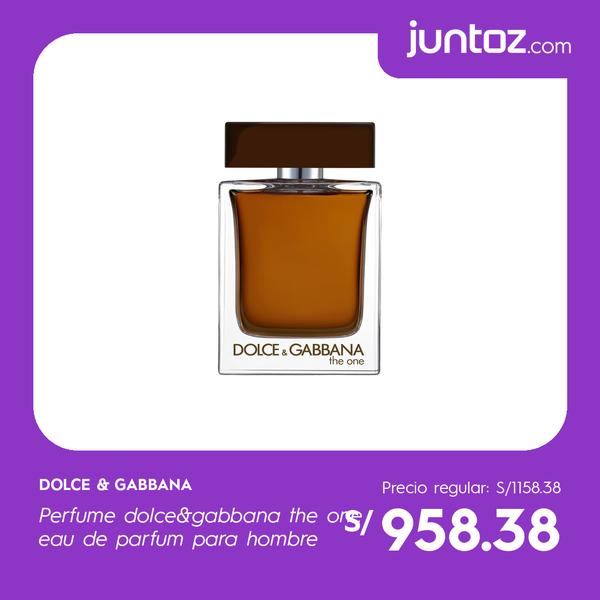 juntoz.com
DOLCE & GABBANA
the one
DOLCE & GABBANA
Perfume dolce&gabbana the one
eau de parfum para hombre
Precio regular: S/1158.38
S/ 958.38